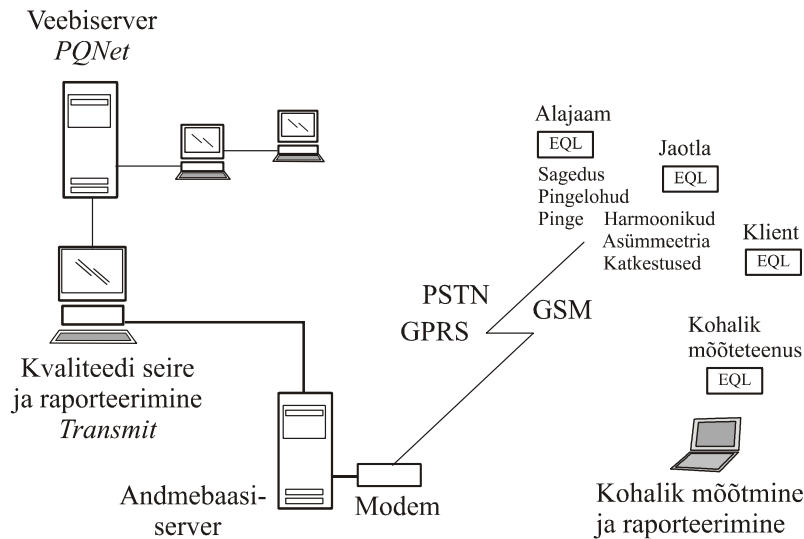 Veebiserver
PQNet
Alajaam
EQL
Sagedus
Pingelohud
Pinge
Jaotla
EQL
Harmoonikud
Asümmeetria
Katkestused
Klient
EQL
PSTN
GPRS
GSM
Kohalik
mõõteteenus
EQL
Kvaliteedi seire
ja raporteerimine
Transmit
Andmebaasi-
server
Modem
Kohalik mõõtmine
ja raporteerimine